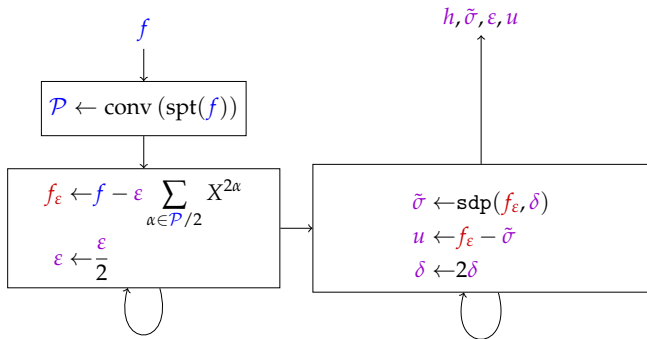 f
𝒫 ← conv (spt(f))
f_ε ← f − ε ∑_{α∈𝒫/2} X^{2α}
ε ← ε/2
h, σ̃, ε, u
σ̃ ← sdp(f_ε, δ)
u ← f_ε − σ̃
δ ← 2δ